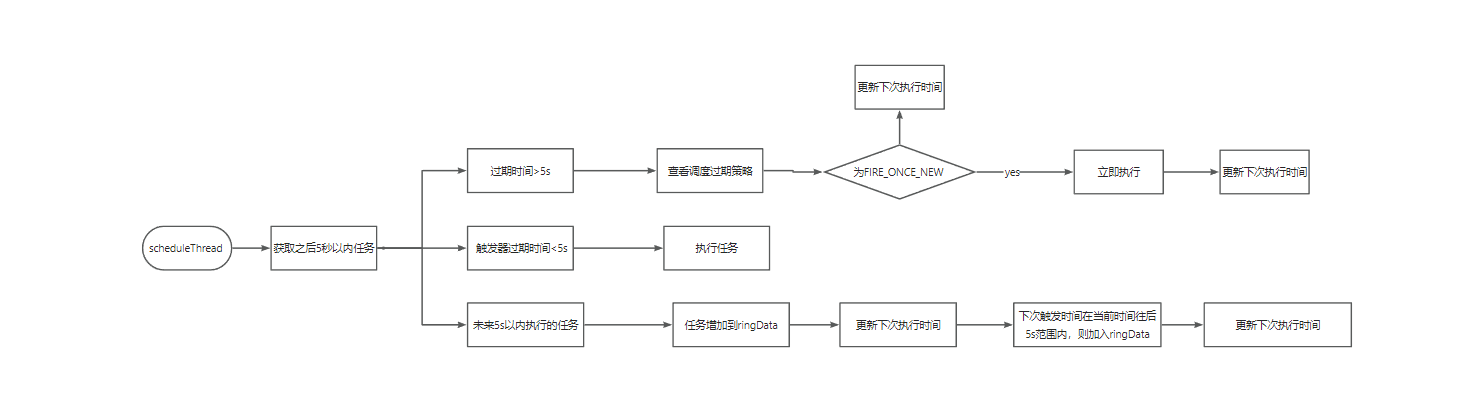 更新下次执行时间
过期时间>5s
查看调度过期策略
为FIRE_ONCE_NEW
yes
立即执行
更新下次执行时间
scheduleThread
获取之后5秒以内任务
触发器过期时间<5s
执行任务
未来5s以内执行的任务
任务增加到ringData
更新下次执行时间
下次触发时间在当前时间往后
5s范围内，则加入ringData
更新下次执行时间